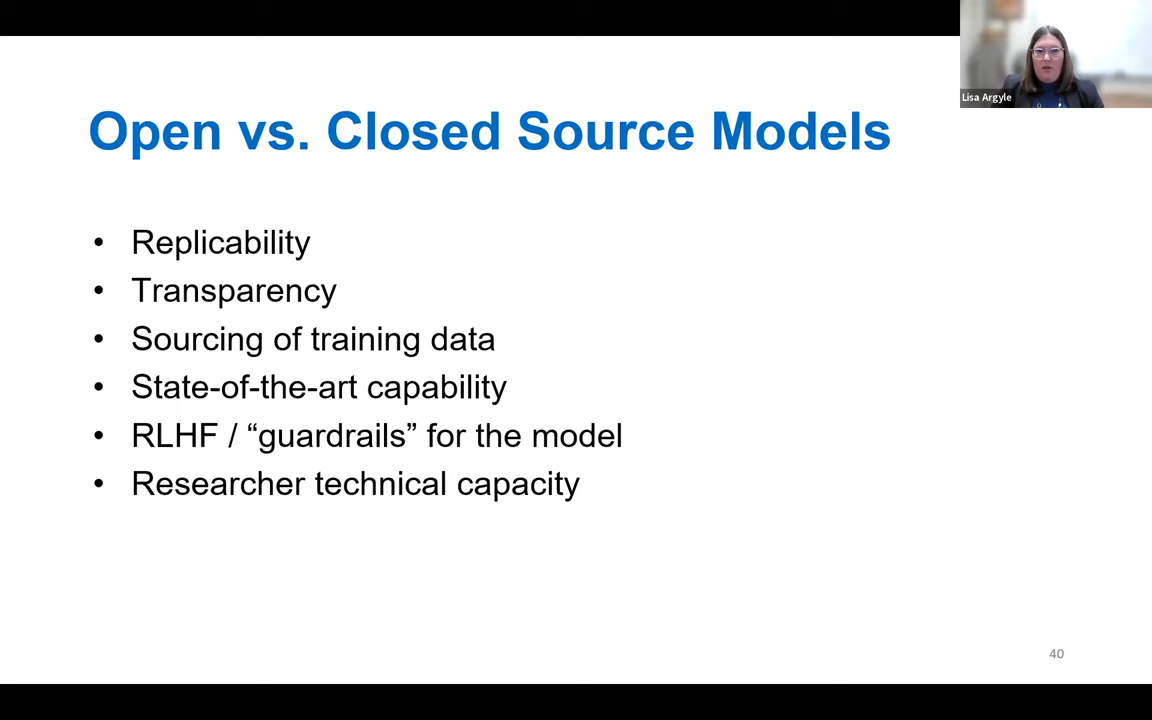 Lisa Argyle
Open vs. Closed Source Models
• Replicability
• Transparency
• Sourcing of training data
• State-of-the-art capability
• RLHF / “guardrails” for the model
• Researcher technical capacity
40